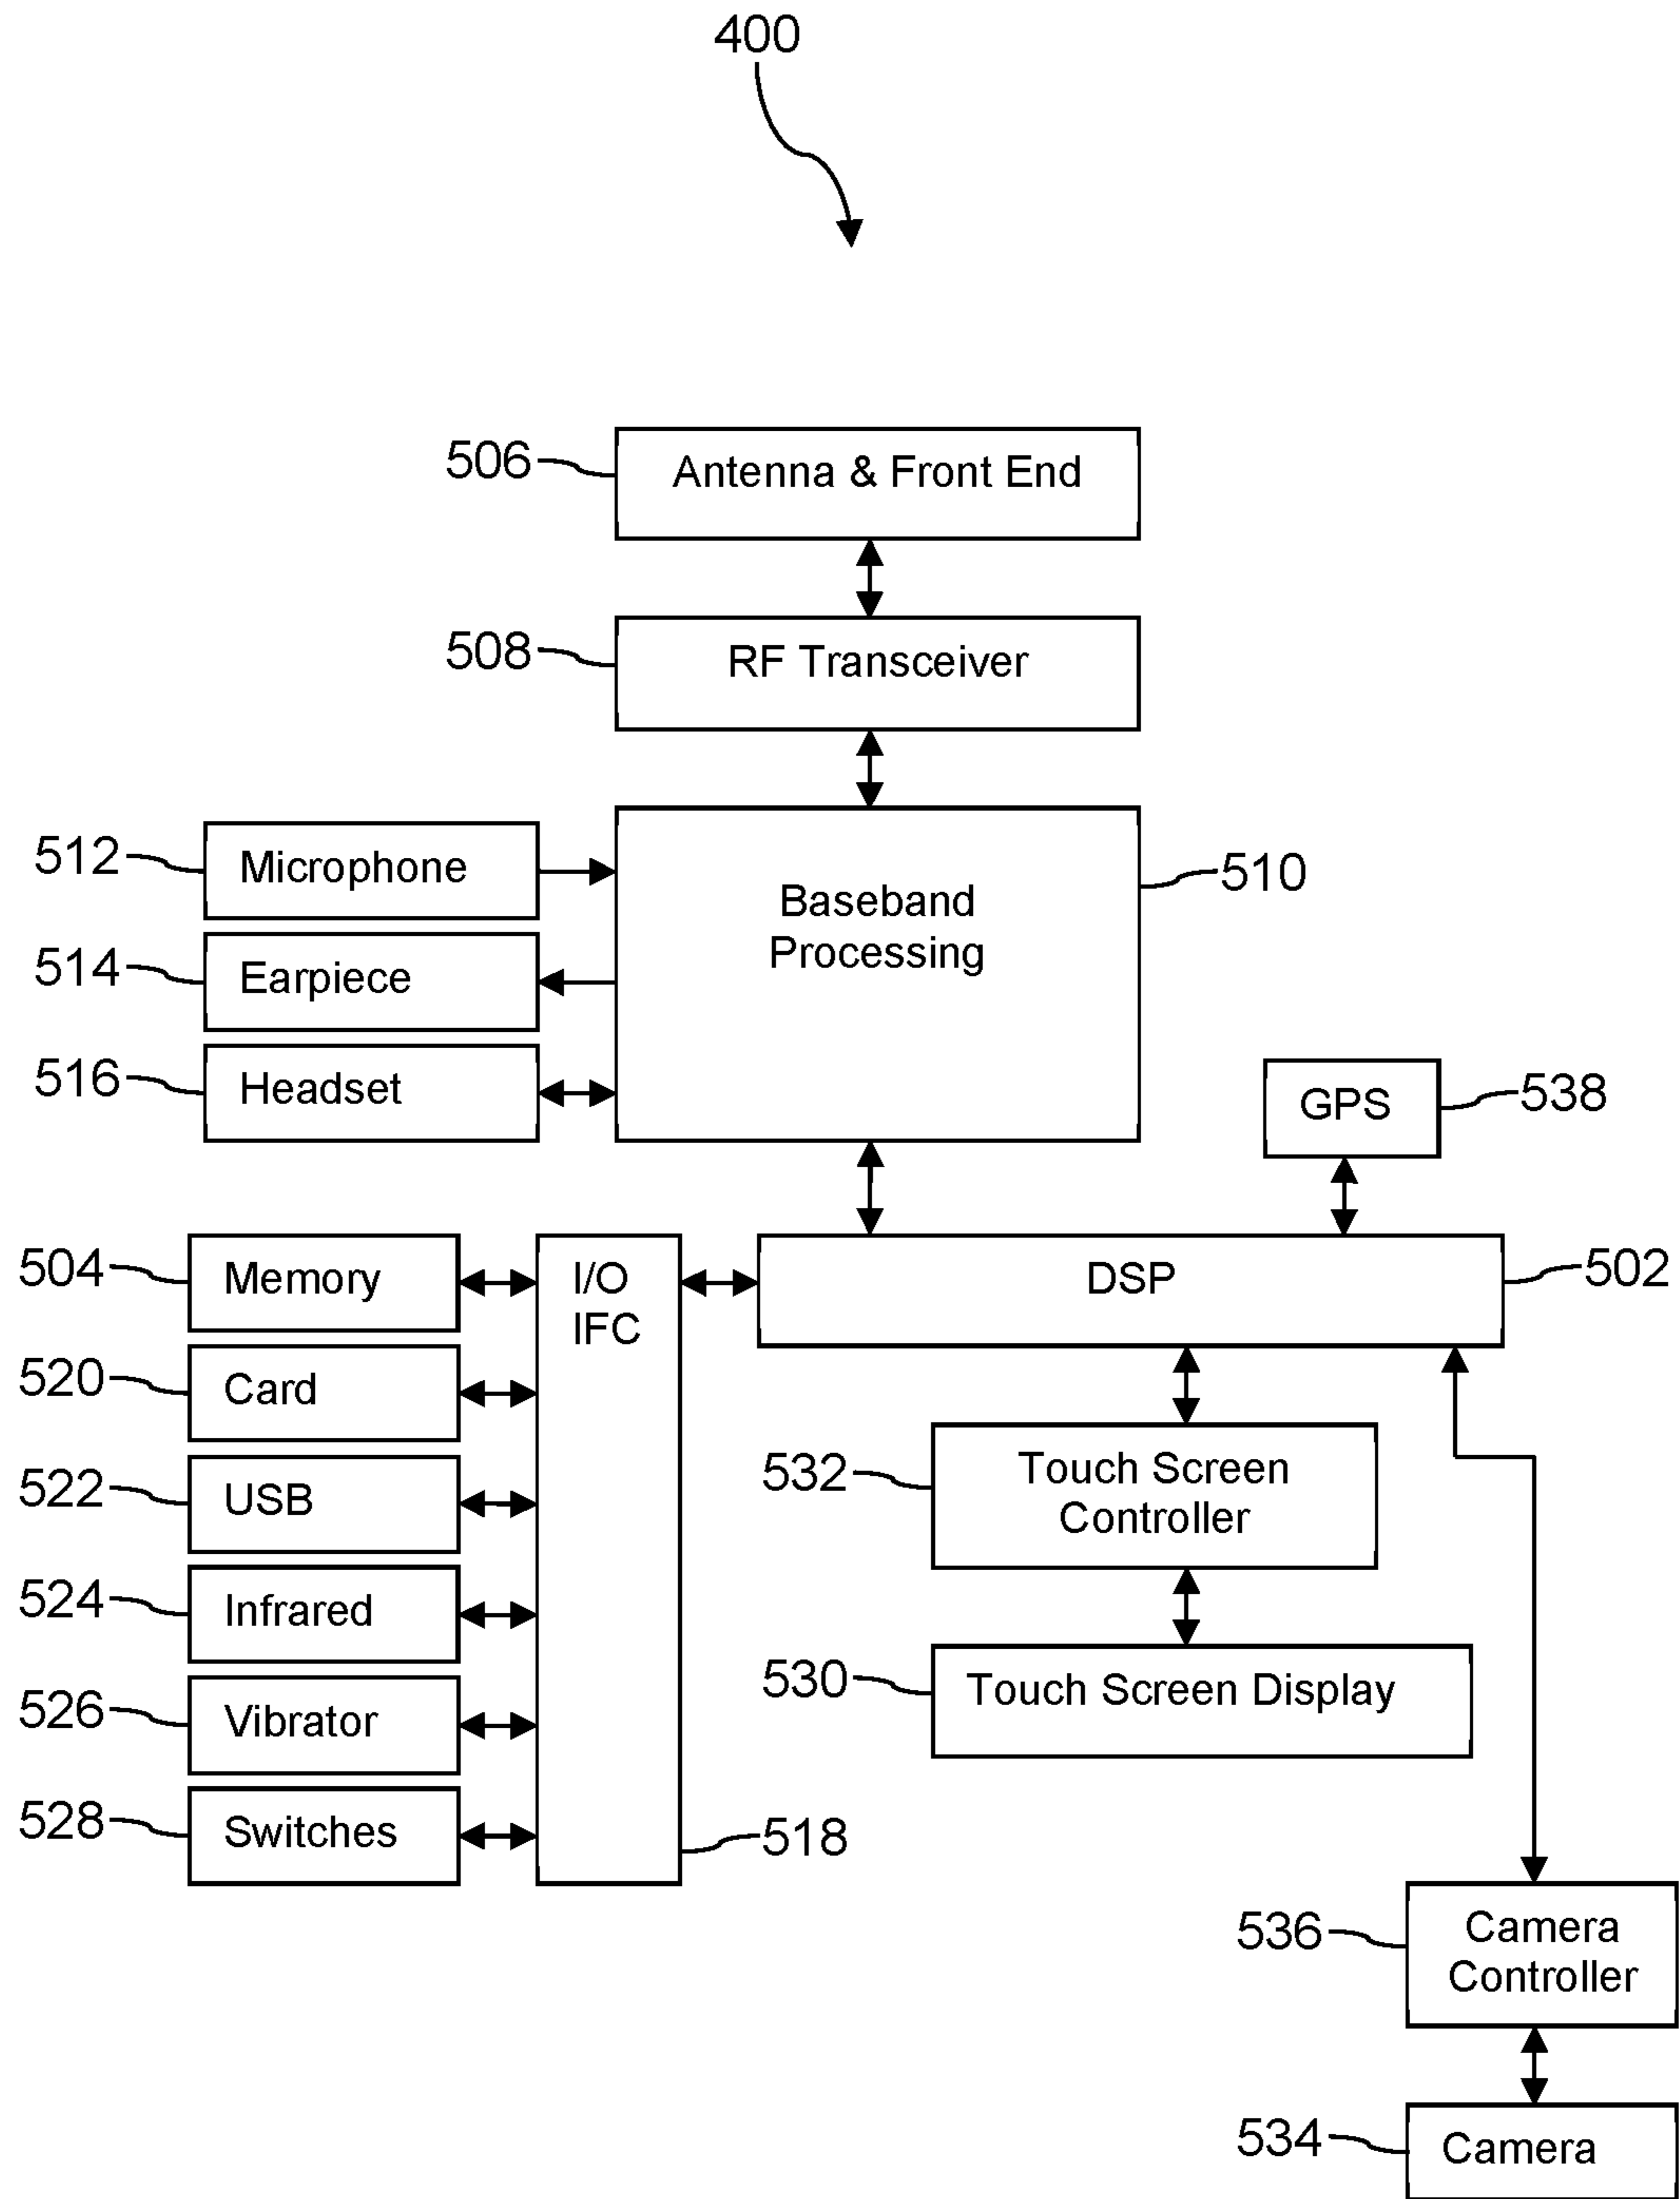 400
506
Antenna & Front End
508
RF Transceiver
512
Microphone
Baseband
Processing
510
514
Earpiece
516
Headset
GPS
538
504
Memory
I/O
IFC
DSP
502
520
Card
522
USB
532
Touch Screen
Controller
524
Infrared
526
Vibrator
530
Touch Screen Display
528
Switches
518
536
Camera
Controller
534
Camera